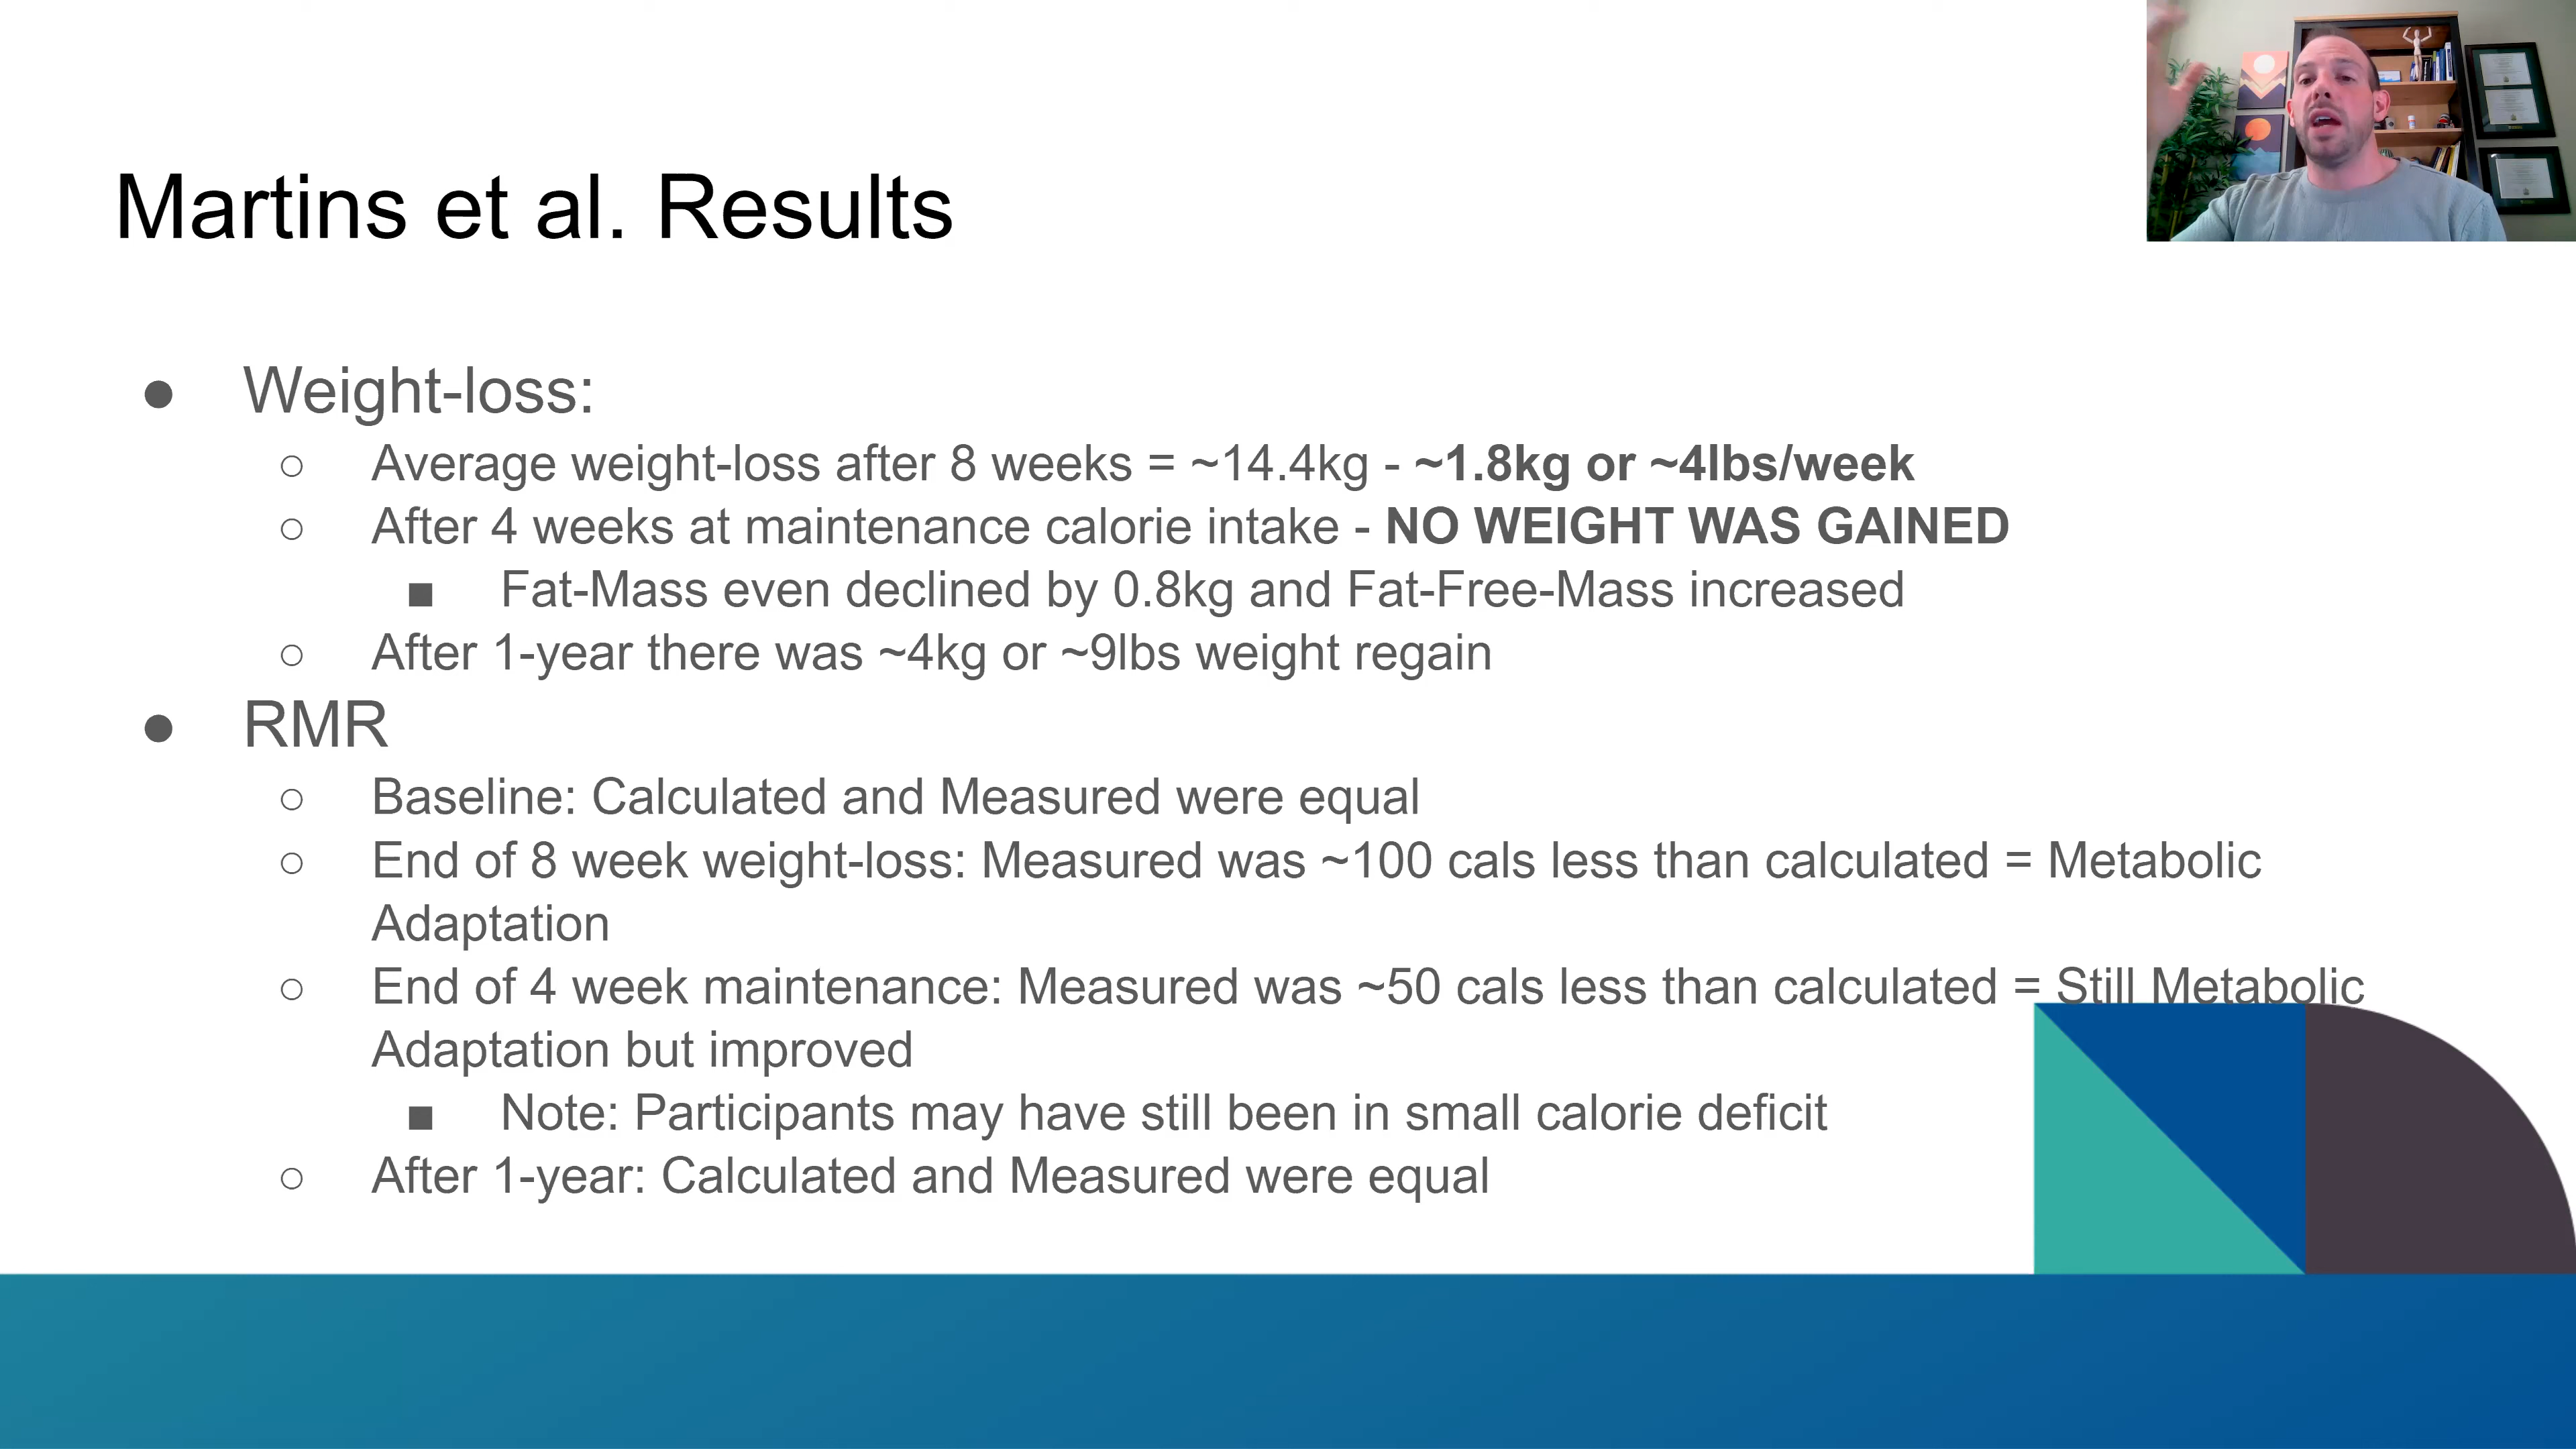 Martins et al. Results
● Weight-loss:
○ Average weight-loss after 8 weeks = ~14.4kg - ~1.8kg or ~4lbs/week
○ After 4 weeks at maintenance calorie intake - NO WEIGHT WAS GAINED
■ Fat-Mass even declined by 0.8kg and Fat-Free-Mass increased
○ After 1-year there was ~4kg or ~9lbs weight regain
● RMR
○ Baseline: Calculated and Measured were equal
○ End of 8 week weight-loss: Measured was ~100 cals less than calculated = Metabolic
Adaptation
○ End of 4 week maintenance: Measured was ~50 cals less than calculated = Still Metabolic
Adaptation but improved
■ Note: Participants may have still been in small calorie deficit
○ After 1-year: Calculated and Measured were equal